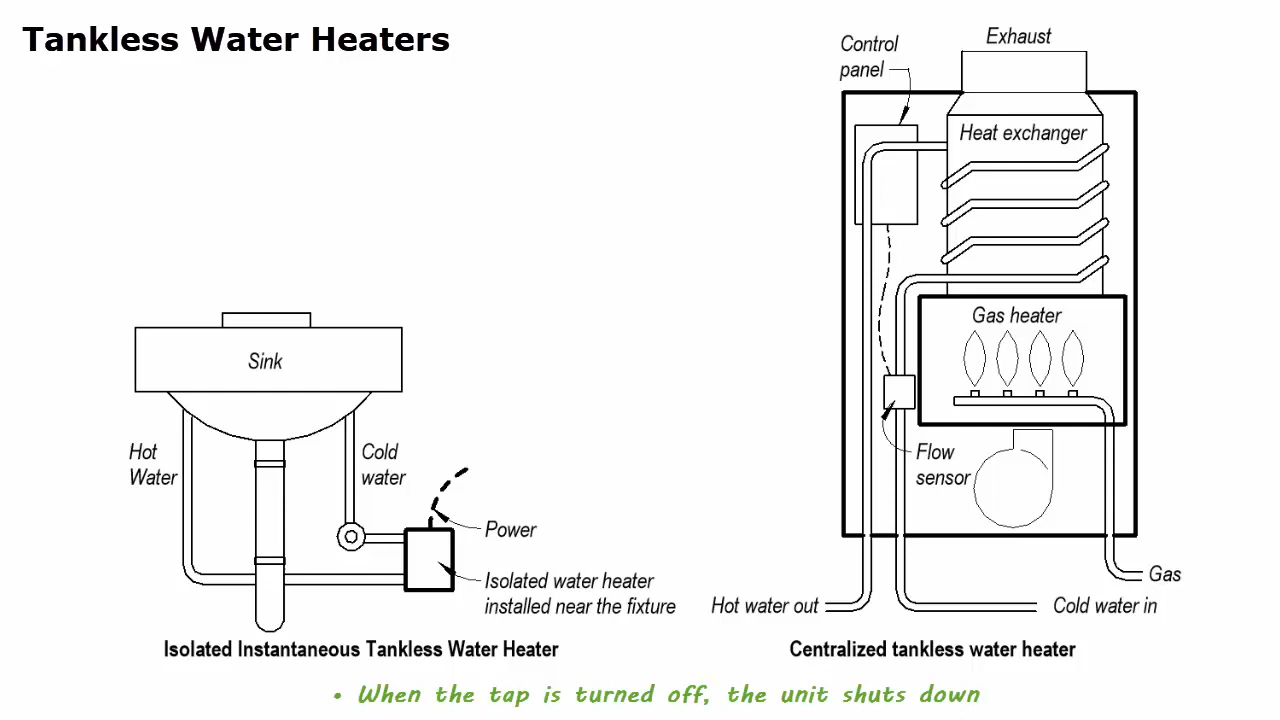 Tankless Water Heaters
Sink
Hot
Water
Cold
water
Power
Isolated water heater
installed near the fixture
Isolated Instantaneous Tankless Water Heater
Control
panel
Exhaust
Heat exchanger
Gas heater
Flow
sensor
Gas
Hot water out
Cold water in
Centralized tankless water heater
• When the tap is turned off, the unit shuts down